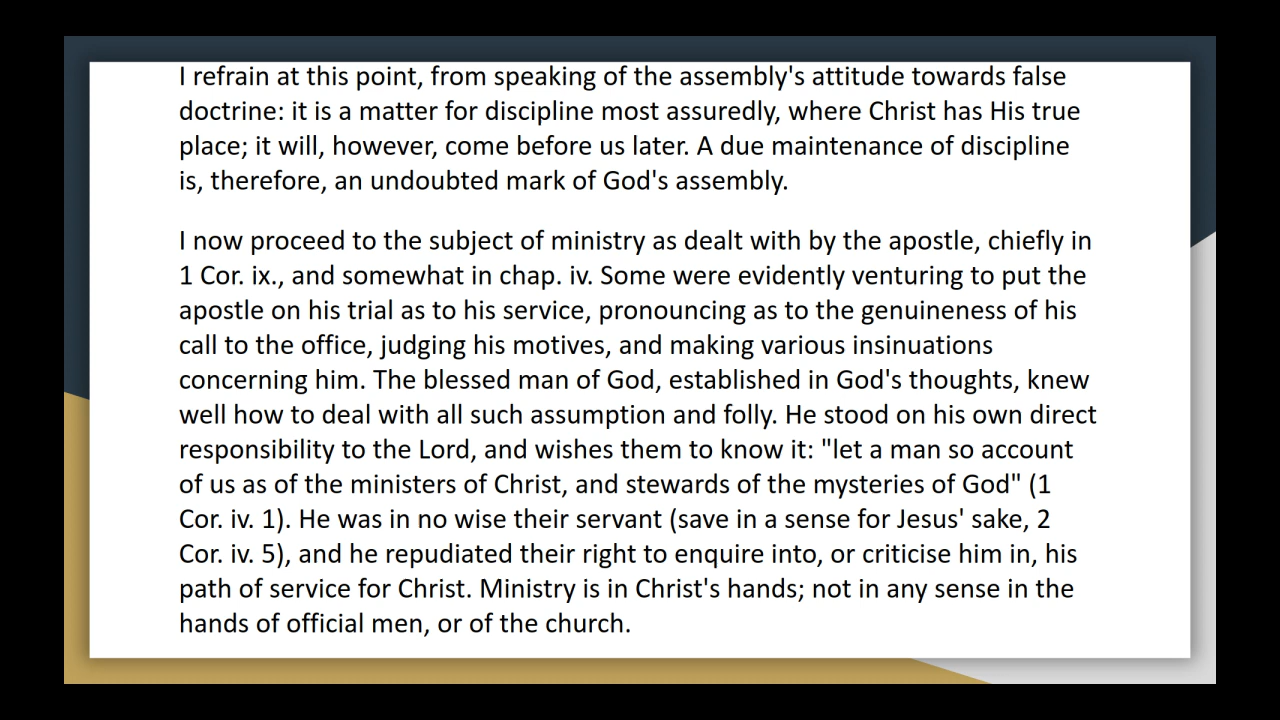 I refrain at this point, from speaking of the assembly's attitude towards false
doctrine: it is a matter for discipline most assuredly, where Christ has His true
place; it will, however, come before us later. A due maintenance of discipline
is, therefore, an undoubted mark of God's assembly.
I now proceed to the subject of ministry as dealt with by the apostle, chiefly in
1 Cor. ix., and somewhat in chap. iv. Some were evidently venturing to put the
apostle on his trial as to his service, pronouncing as to the genuineness of his
call to the office, judging his motives, and making various insinuations
concerning him. The blessed man of God, established in God's thoughts, knew
well how to deal with all such assumption and folly. He stood on his own direct
responsibility to the Lord, and wishes them to know it: "let a man so account
of us as of the ministers of Christ, and stewards of the mysteries of God" (1
Cor. iv. 1). He was in no wise their servant (save in a sense for Jesus' sake, 2
Cor. iv. 5), and he repudiated their right to enquire into, or criticise him in, his
path of service for Christ. Ministry is in Christ's hands; not in any sense in the
hands of official men, or of the church.